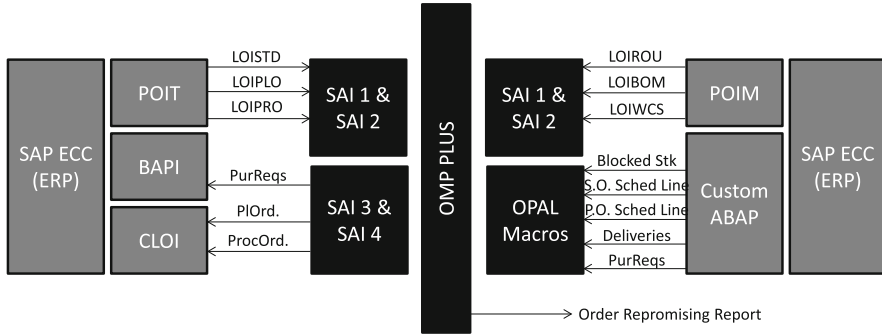 SAP ECC
(ERP)
POIT
LOISTD
LOIPLO
LOIPRO
SAI 1 &
SAI 2
BAPI
PurReqs
CLOI
PlOrd.
ProcOrd.
SAI 3 &
SAI 4
OMP PLUS
SAI 1 &
SAI 2
LOIROU
LOIBOM
LOIWCS
POIM
OPAL
Macros
Blocked Stk
S.O. Sched Line
P.O. Sched Line
Deliveries
PurReqs
Custom
ABAP
SAP ECC
(ERP)
Order Repromising Report